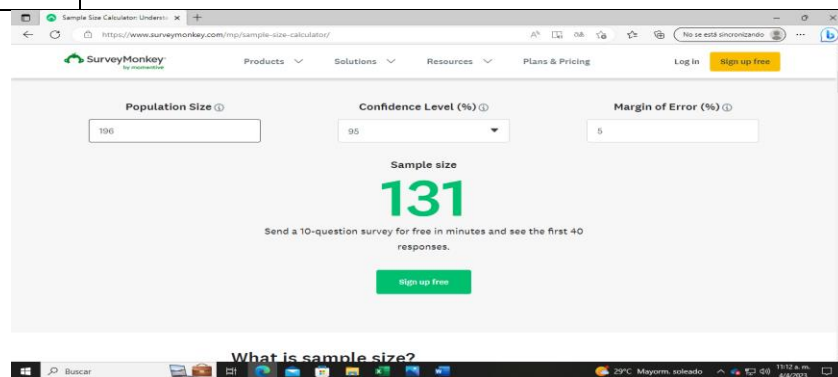 Sample Size Calculator: Underst
https://www.surveymonkey.com/mp/sample-size-calculator/
No se está sincronizando
SurveyMonkey
by momentive
Products
Solutions
Resources
Plans & Pricing
Log in
Sign up free
Population Size
Confidence Level (%)
Margin of Error (%)
196
95
5
Sample size
131
Send a 10-question survey for free in minutes and see the first 40
responses.
Sign up free
What is sample size?
Buscar
29°C Mayorm. soleado
11:12 a. m.
4/4/2023